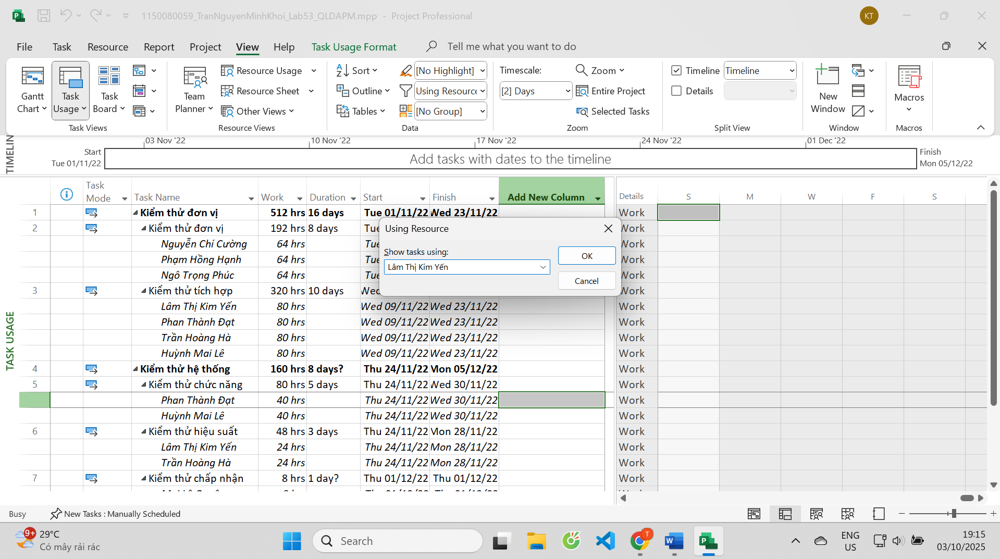 1150080059_TranNguyenMinhKhoi_Lab53_QLDAPM.mpp - Project Professional
KT
File Task Resource Report Project View Help Task Usage Format Tell me what you want to do
Gantt Chart
Task Usage
Task Board
Task Views
Team Planner
Resource Usage
Resource Sheet
Other Views
Resource Views
Sort
Outline
Tables
[No Highlight]
Using Resource
[No Group]
Data
Timescale:
[2] Days
Zoom
Entire Project
Selected Tasks
Zoom
Timeline Timeline
Details
Split View
New Window
Window
Macros
Macros
TIMELIN
03 Nov '22 10 Nov '22 17 Nov '22 24 Nov '22 01 Dec '22
Start
Tue 01/11/22
Add tasks with dates to the timeline
Finish
Mon 05/12/22
TASK USAGE
Task Mode Task Name Work Duration Start Finish Add New Column Details S M W F S
1 Kiểm thử đơn vị 512 hrs 16 days Tue 01/11/22 Wed 23/11/22 Work
2 Kiểm thử đơn vị 192 hrs 8 days Tue Work
Nguyễn Chí Cường 64 hrs Tue Work
Phạm Hồng Hạnh 64 hrs Tue Work
Ngô Trọng Phúc 64 hrs Tue Work
3 Kiểm thử tích hợp 320 hrs 10 days Wed Work
Lâm Thị Kim Yến 80 hrs Wed 09/11/22 Wed 23/11/22 Work
Phan Thành Đạt 80 hrs Wed 09/11/22 Wed 23/11/22 Work
Trần Hoàng Hà 80 hrs Wed 09/11/22 Wed 23/11/22 Work
Huỳnh Mai Lê 80 hrs Wed 09/11/22 Wed 23/11/22 Work
4 Kiểm thử hệ thống 160 hrs 8 days? Thu 24/11/22 Mon 05/12/22 Work
5 Kiểm thử chức năng 80 hrs 5 days Thu 24/11/22 Wed 30/11/22 Work
Phan Thành Đạt 40 hrs Thu 24/11/22 Wed 30/11/22 Work
Huỳnh Mai Lê 40 hrs Thu 24/11/22 Wed 30/11/22 Work
6 Kiểm thử hiệu suất 48 hrs 3 days Thu 24/11/22 Mon 28/11/22 Work
Lâm Thị Kim Yến 24 hrs Thu 24/11/22 Mon 28/11/22 Work
Trần Hoàng Hà 24 hrs Thu 24/11/22 Mon 28/11/22 Work
7 Kiểm thử chấp nhận 8 hrs 1 day? Thu 01/12/22 Thu 01/12/22 Work
Using Resource
Show tasks using:
Lâm Thị Kim Yến
OK
Cancel
Busy New Tasks : Manually Scheduled
9+ 29°C
Có mây rải rác
Search
T
ENG
US
19:15
03/10/2025